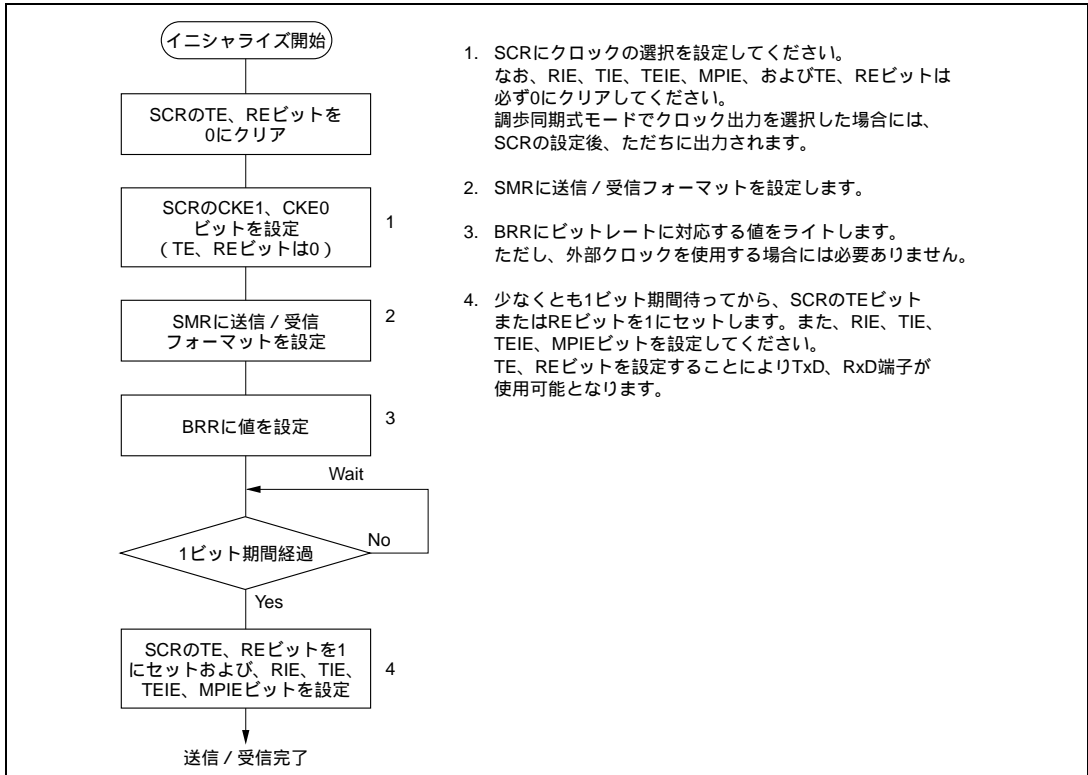 イニシャライズ開始
SCRのTE、REビットを
0にクリア
SCRのCKE1、CKE0
ビットを設定
（TE、REビットは0）
1
SMRに送信／受信
フォーマットを設定
2
BRRに値を設定
3
Wait
1ビット期間経過
No
Yes
SCRのTE、REビットを1
にセットおよび、RIE、TIE、
TEIE、MPIEビットを設定
4
送信／受信完了
1. SCRにクロックの選択を設定してください。
なお、RIE、TIE、TEIE、MPIE、およびTE、REビットは
必ず0にクリアしてください。
調歩同期式モードでクロック出力を選択した場合には、
SCRの設定後、ただちに出力されます。
2. SMRに送信／受信フォーマットを設定します。
3. BRRにビットレートに対応する値をライトします。
ただし、外部クロックを使用する場合には必要ありません。
4. 少なくとも1ビット期間待ってから、SCRのTEビット
またはREビットを1にセットします。また、RIE、TIE、
TEIE、MPIEビットを設定してください。
TE、REビットを設定することによりTxD、RxD端子が
使用可能となります。